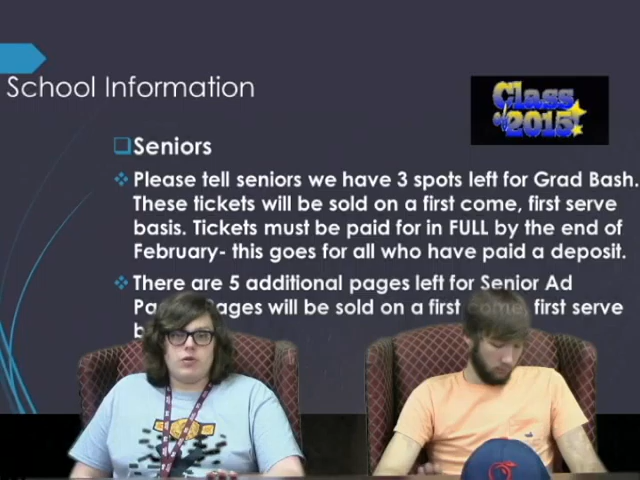 School Information
Class
of 2015!
Seniors
Please tell seniors we have 3 spots left for Grad Bash.
These tickets will be sold on a first come, first serve
basis. Tickets must be paid for in FULL by the end of
February- this goes for all who have paid a deposit.
There are 5 additional pages left for Senior Ad
Pages will be sold on a first come, first serve